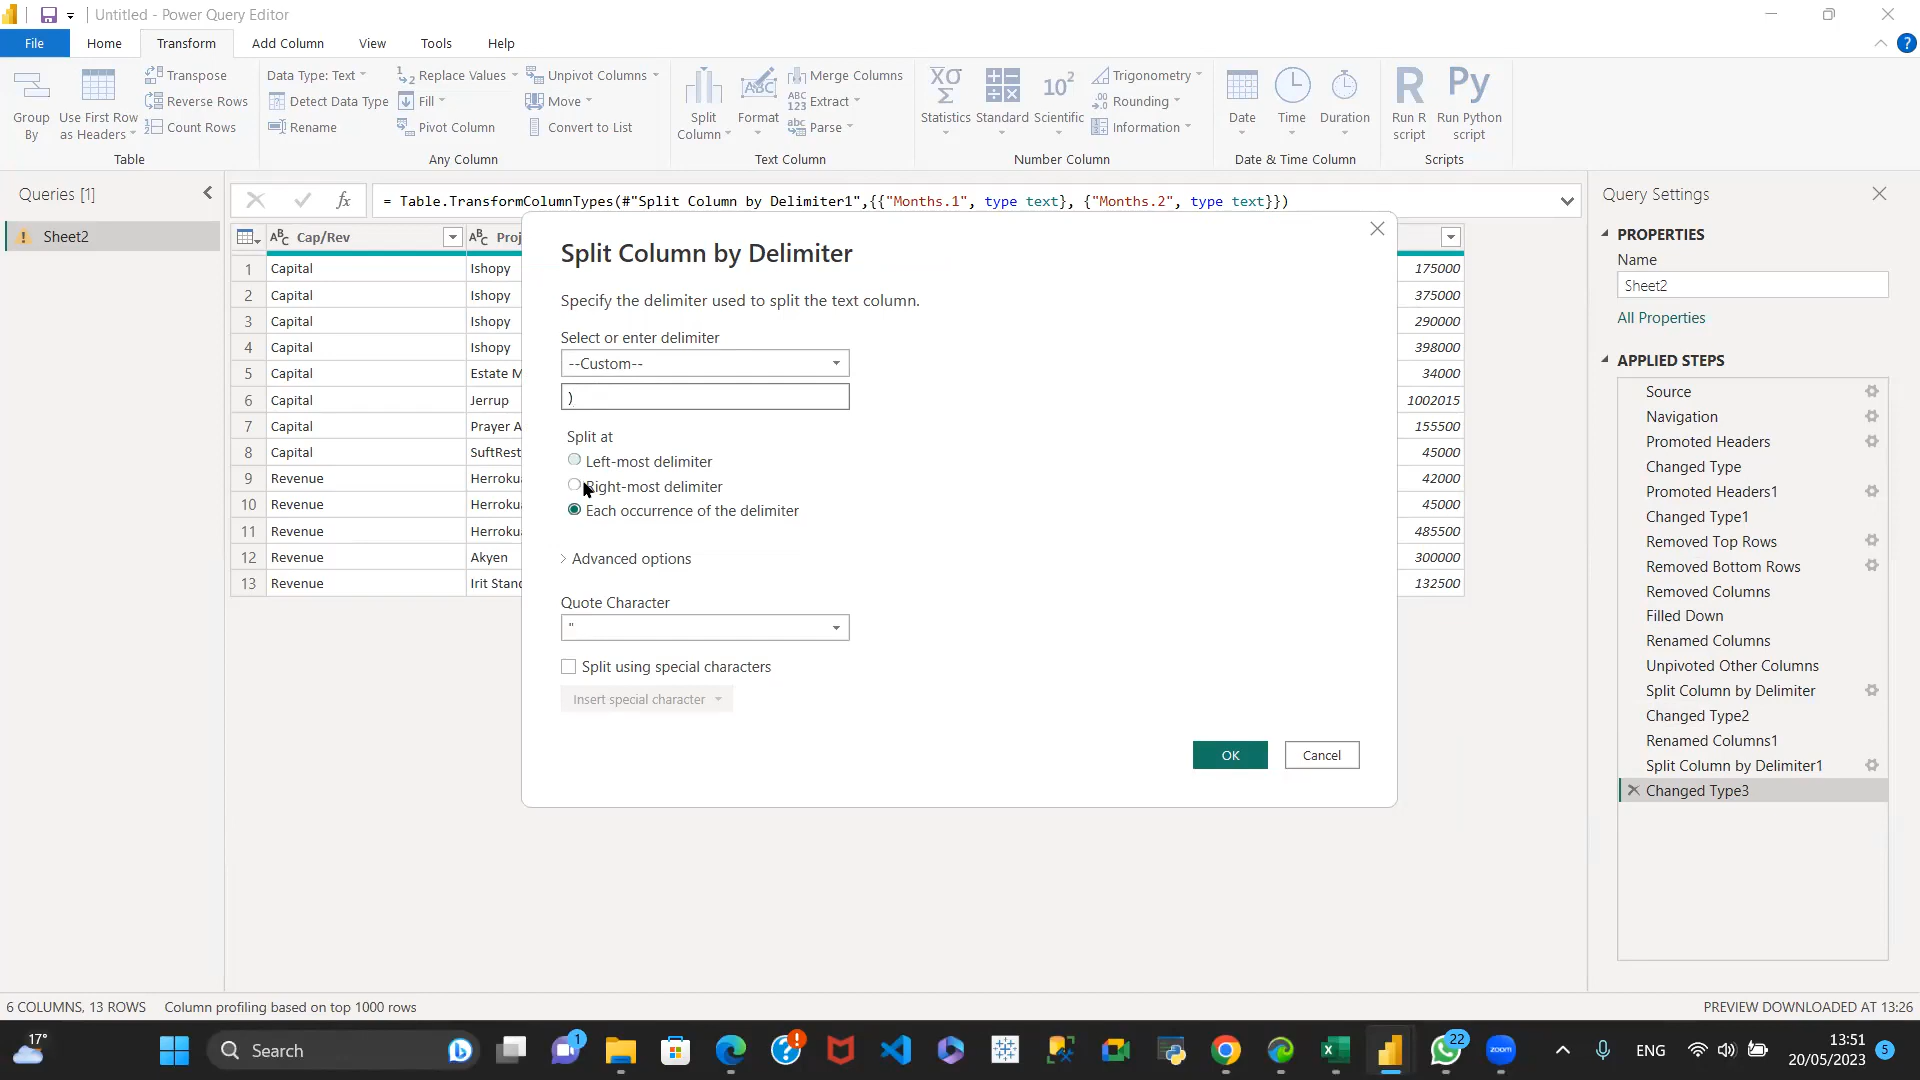 Untitled - Power Query Editor
File Home Transform Add Column View Tools Help
Group By
Use First Row as Headers
Transpose
Reverse Rows
Count Rows
Table
Data Type: Text
Detect Data Type
Rename
Replace Values
Fill
Pivot Column
Unpivot Columns
Move
Convert to List
Any Column
Split Column
Format
Merge Columns
Extract
Parse
Text Column
Statistics
Standard
Scientific
Trigonometry
Rounding
Information
Number Column
Date
Time
Duration
Date & Time Column
Run R script
Run Python script
Scripts
Queries [1]
Sheet2
= Table.TransformColumnTypes(#"Split Column by Delimiter1",{{"Months.1", type text}, {"Months.2", type text}})
Cap/Rev Proj
1 Capital Ishopy 175000
2 Capital Ishopy 375000
3 Capital Ishopy 290000
4 Capital Ishopy 398000
5 Capital Estate M 34000
6 Capital Jerrup 1002015
7 Capital Prayer A 155500
8 Capital SuftRest 45000
9 Revenue Herroku 42000
10 Revenue Herroku 45000
11 Revenue Herroku 485500
12 Revenue Akyen 300000
13 Revenue Irit Stand 132500
Split Column by Delimiter
Specify the delimiter used to split the text column.
Select or enter delimiter
--Custom--
)
Split at
Left-most delimiter
Right-most delimiter
Each occurrence of the delimiter
Advanced options
Quote Character
"
Split using special characters
Insert special character
OK Cancel
Query Settings
PROPERTIES
Name
Sheet2
All Properties
APPLIED STEPS
Source
Navigation
Promoted Headers
Changed Type
Promoted Headers1
Changed Type1
Removed Top Rows
Removed Bottom Rows
Removed Columns
Filled Down
Renamed Columns
Unpivoted Other Columns
Split Column by Delimiter
Changed Type2
Renamed Columns1
Split Column by Delimiter1
Changed Type3
6 COLUMNS, 13 ROWS Column profiling based on top 1000 rows
PREVIEW DOWNLOADED AT 13:26
17°
Search
1
22
zoom
ENG
13:51
20/05/2023
5